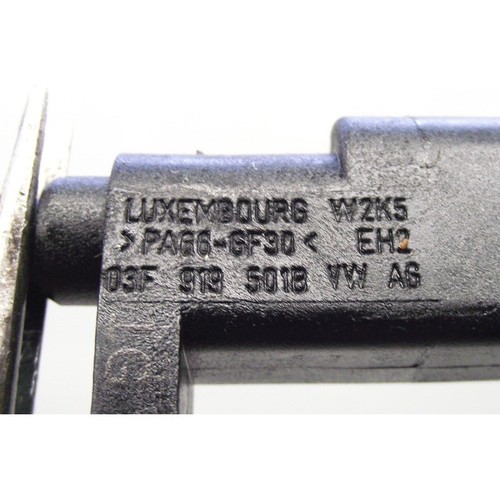 LUXEMBOURG W2K5
>PA66-GF30< EH2
03F 919 501B VW AG